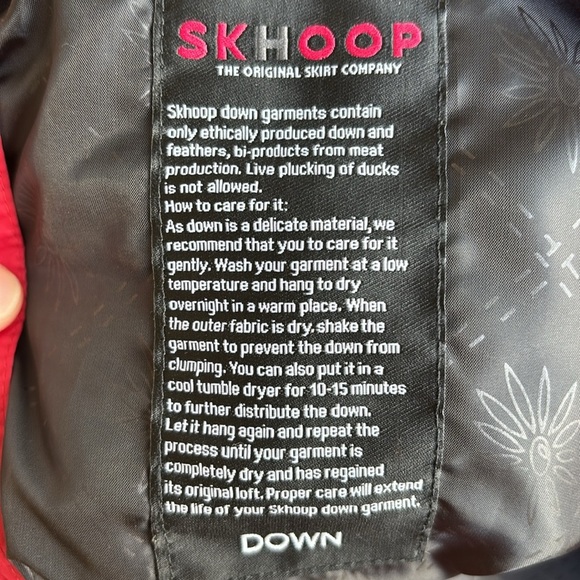 SKHOOP
THE ORIGINAL SKIRT COMPANY
Skhoop down garments contain
only ethically produced down and
feathers, bi-products from meat
production. Live plucking of ducks
is not allowed.
How to care for it:
As down is a delicate material, we
recommend that you to care for it
gently. Wash your garment at a low
temperature and hang to dry
overnight in a warm place. When
the outer fabric is dry, shake the
garment to prevent the down from
clumping. You can also put it in a
cool tumble dryer for 10-15 minutes
to further distribute the down.
Let it hang again and repeat the
process until your garment is
completely dry and has regained
its original loft. Proper care will extend
the life of your Skhoop down garment.
DOWN